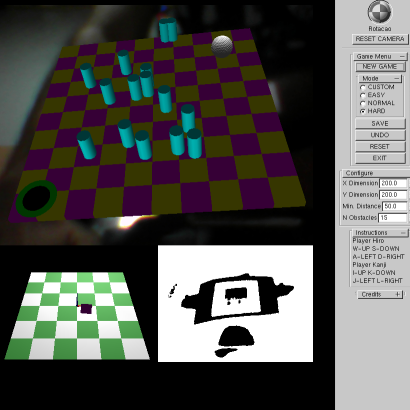 Rotacao
RESET CAMERA
Game Menu
NEW GAME
Mode
CUSTOM
EASY
NORMAL
HARD
SAVE
UNDO
RESET
EXIT
Configure
X Dimension 200.0
Y Dimension 200.0
Min. Distance 50.0
N Obstacles 15
Instructions
Player Hiro
W-UP S-DOWN
A-LEFT D-RIGHT
Player Kanji
I-UP K-DOWN
J-LEFT L-RIGHT
Credits